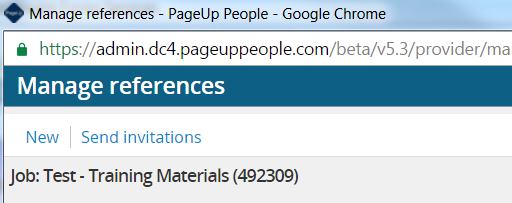 Manage references - PageUp People - Google Chrome
https://admin.dc4.pageuppeople.com/beta/v5.3/provider/ma
Manage references
New Send invitations
Job: Test - Training Materials (492309)